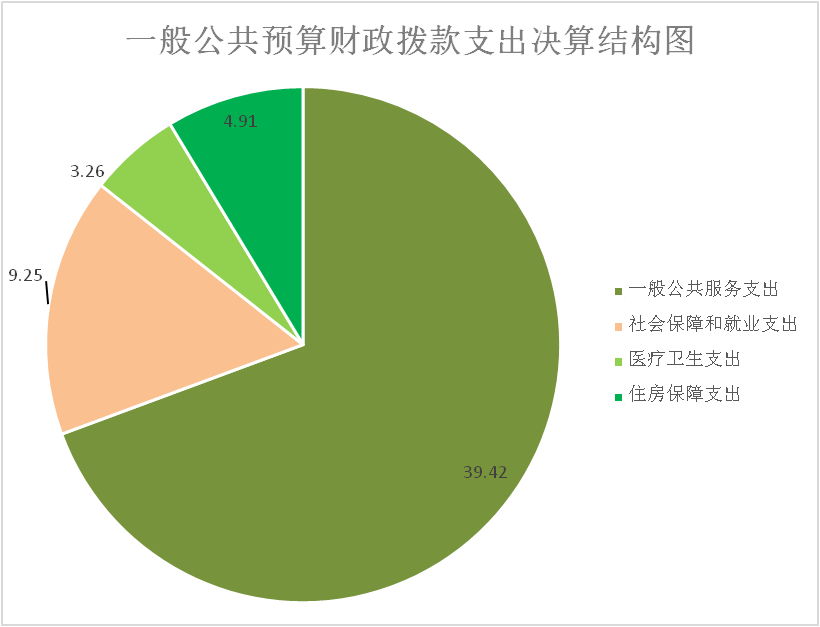 一般公共预算财政拨款支出决算结构图
4.91
3.26
9.25
39.42
一般公共服务支出
社会保障和就业支出
医疗卫生支出
住房保障支出